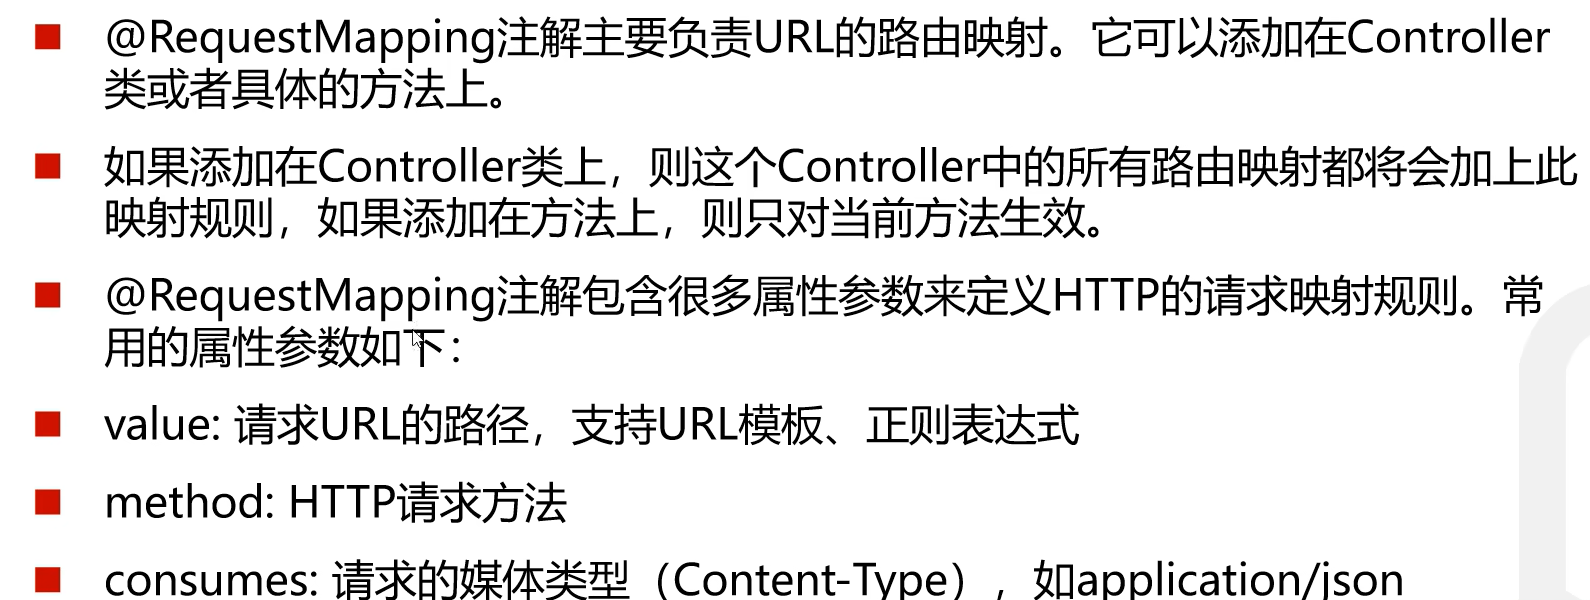 @RequestMapping注解主要负责URL的路由映射。它可以添加在Controller
类或者具体的方法上。
如果添加在Controller类上，则这个Controller中的所有路由映射都将会加上此
映射规则，如果添加在方法上，则只对当前方法生效。
@RequestMapping注解包含很多属性参数来定义HTTP的请求映射规则。常
用的属性参数如下：
value: 请求URL的路径，支持URL模板、正则表达式
method: HTTP请求方法
consumes: 请求的媒体类型（Content-Type），如application/json